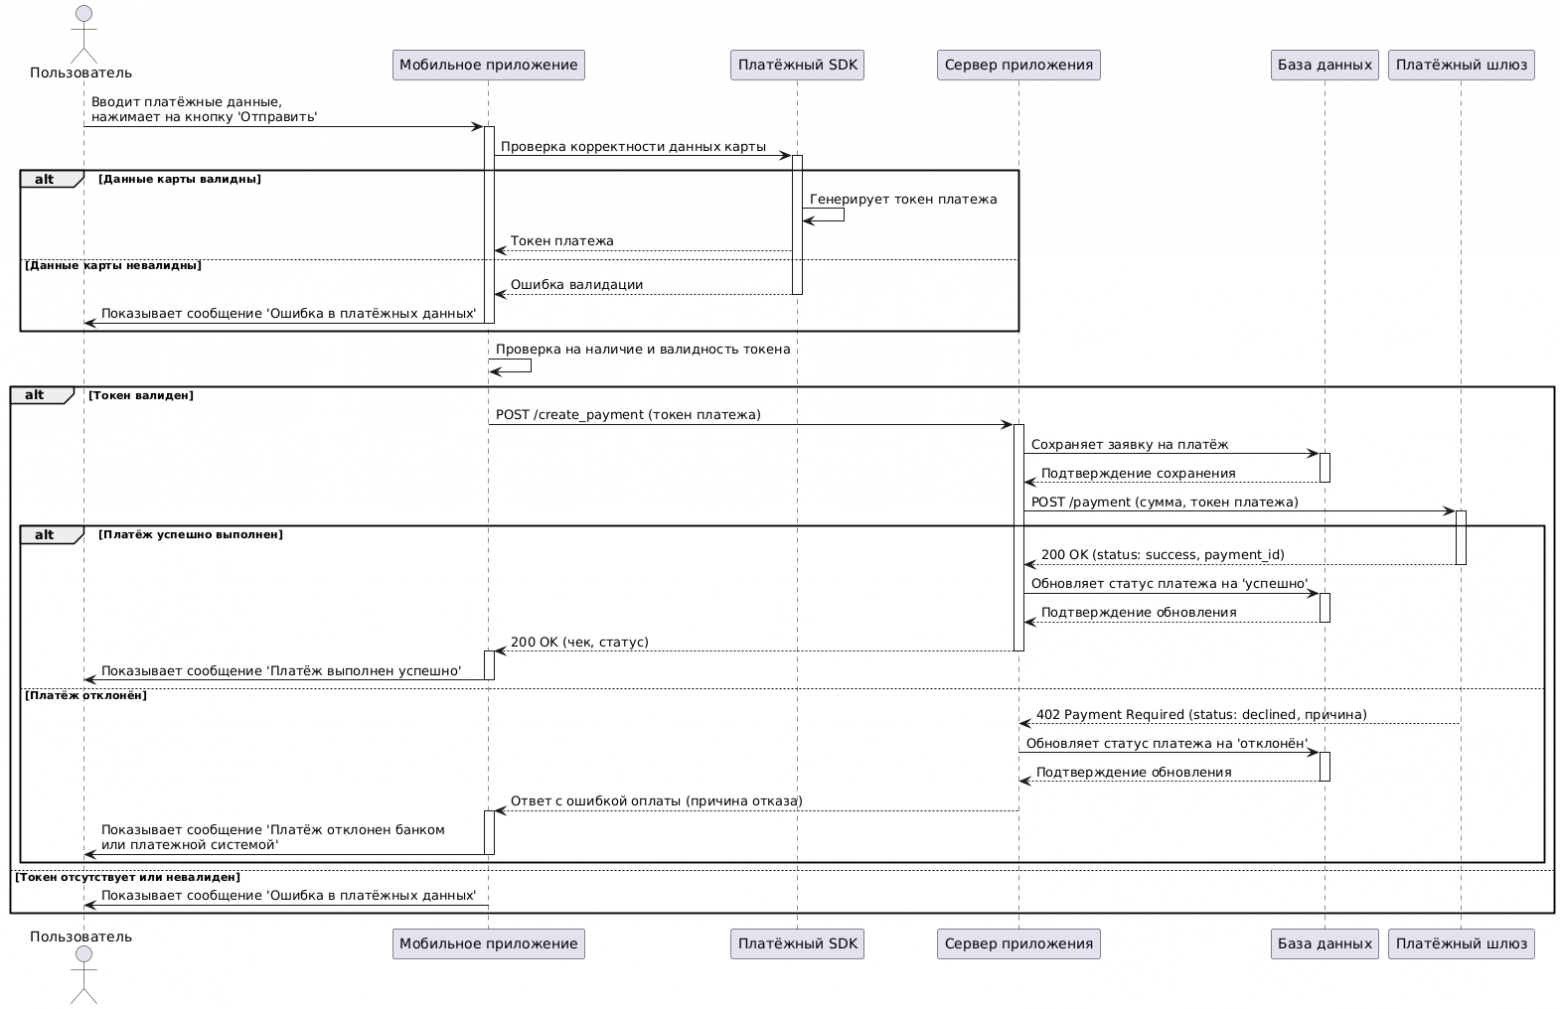 Пользователь
Мобильное приложение
Платёжный SDK
Сервер приложения
База данных
Платёжный шлюз
Вводит платёжные данные,
нажимает на кнопку 'Отправить'
Проверка корректности данных карты
alt [Данные карты валидны]
Генерирует токен платежа
Токен платежа
[Данные карты невалидны]
Ошибка валидации
Показывает сообщение 'Ошибка в платёжных данных'
Проверка на наличие и валидность токена
alt [Токен валиден]
POST /create_payment (токен платежа)
Сохраняет заявку на платёж
Подтверждение сохранения
POST /payment (сумма, токен платежа)
alt [Платёж успешно выполнен]
200 OK (status: success, payment_id)
Обновляет статус платежа на 'успешно'
Подтверждение обновления
200 OK (чек, статус)
Показывает сообщение 'Платёж выполнен успешно'
[Платёж отклонён]
402 Payment Required (status: declined, причина)
Обновляет статус платежа на 'отклонён'
Подтверждение обновления
Ответ с ошибкой оплаты (причина отказа)
Показывает сообщение 'Платёж отклонен банком
или платежной системой'
[Токен отсутствует или невалиден]
Показывает сообщение 'Ошибка в платёжных данных'
Пользователь
Мобильное приложение
Платёжный SDK
Сервер приложения
База данных
Платёжный шлюз